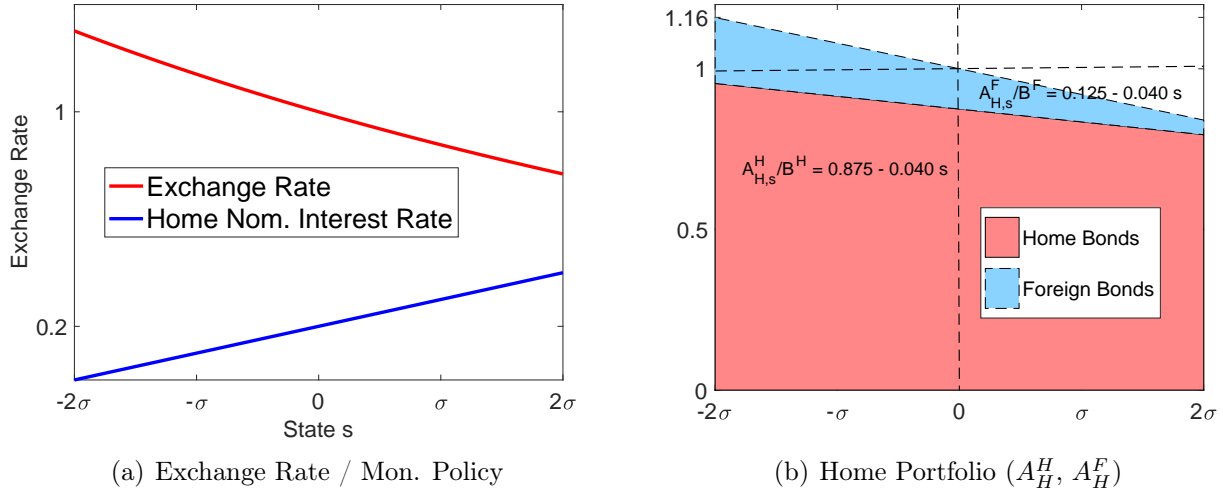 Exchange Rate
1
0.2
Exchange Rate
Home Nom. Interest Rate
-2σ
-σ
0
σ
2σ
State s
(a) Exchange Rate / Mon. Policy
1.16
1
0.5
0
A^F_{H,s}/B^F = 0.125 - 0.040 s
A^H_{H,s}/B^H = 0.875 - 0.040 s
Home Bonds
Foreign Bonds
-2σ
-σ
0
σ
2σ
(b) Home Portfolio (A^H_H, A^F_H)